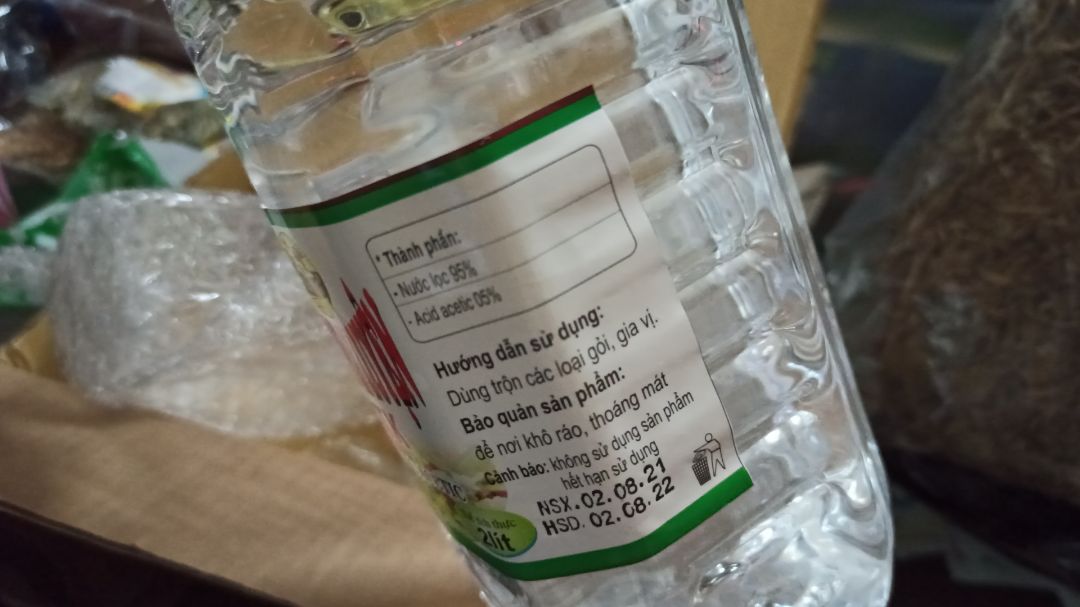 * Thành phần:
- Nước lọc 95%
- Acid acetic 05%
Hướng dẫn sử dụng:
Dùng trộn các loại gỏi, gia vị.
Bảo quản sản phẩm:
để nơi khô ráo, thoáng mát
Cảnh báo: không sử dụng sản phẩm
hết hạn sử dụng
NSX.02.08.21
HSD.02.08.22
thực
2lít